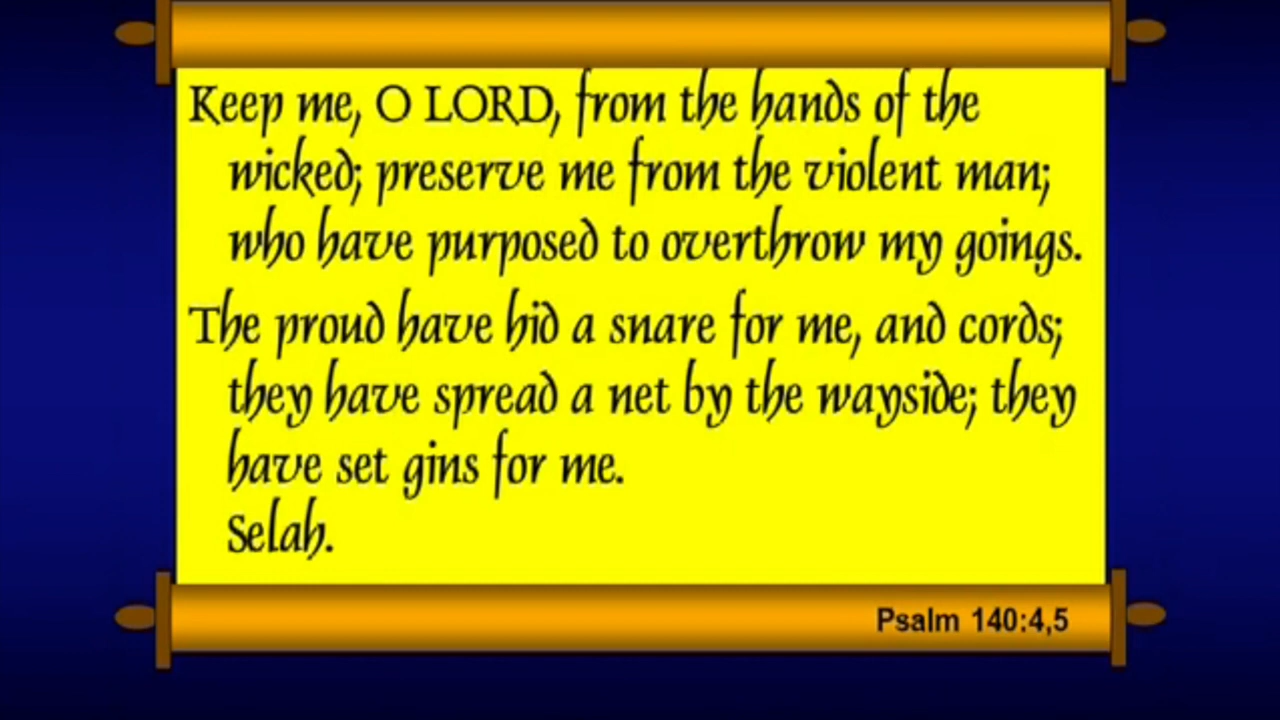 Keep me, O LORD, from the hands of the
wicked; preserve me from the violent man;
who have purposed to overthrow my goings.
The proud have hid a snare for me, and cords;
they have spread a net by the wayside; they
have set gins for me.
Selah.
Psalm 140:4,5